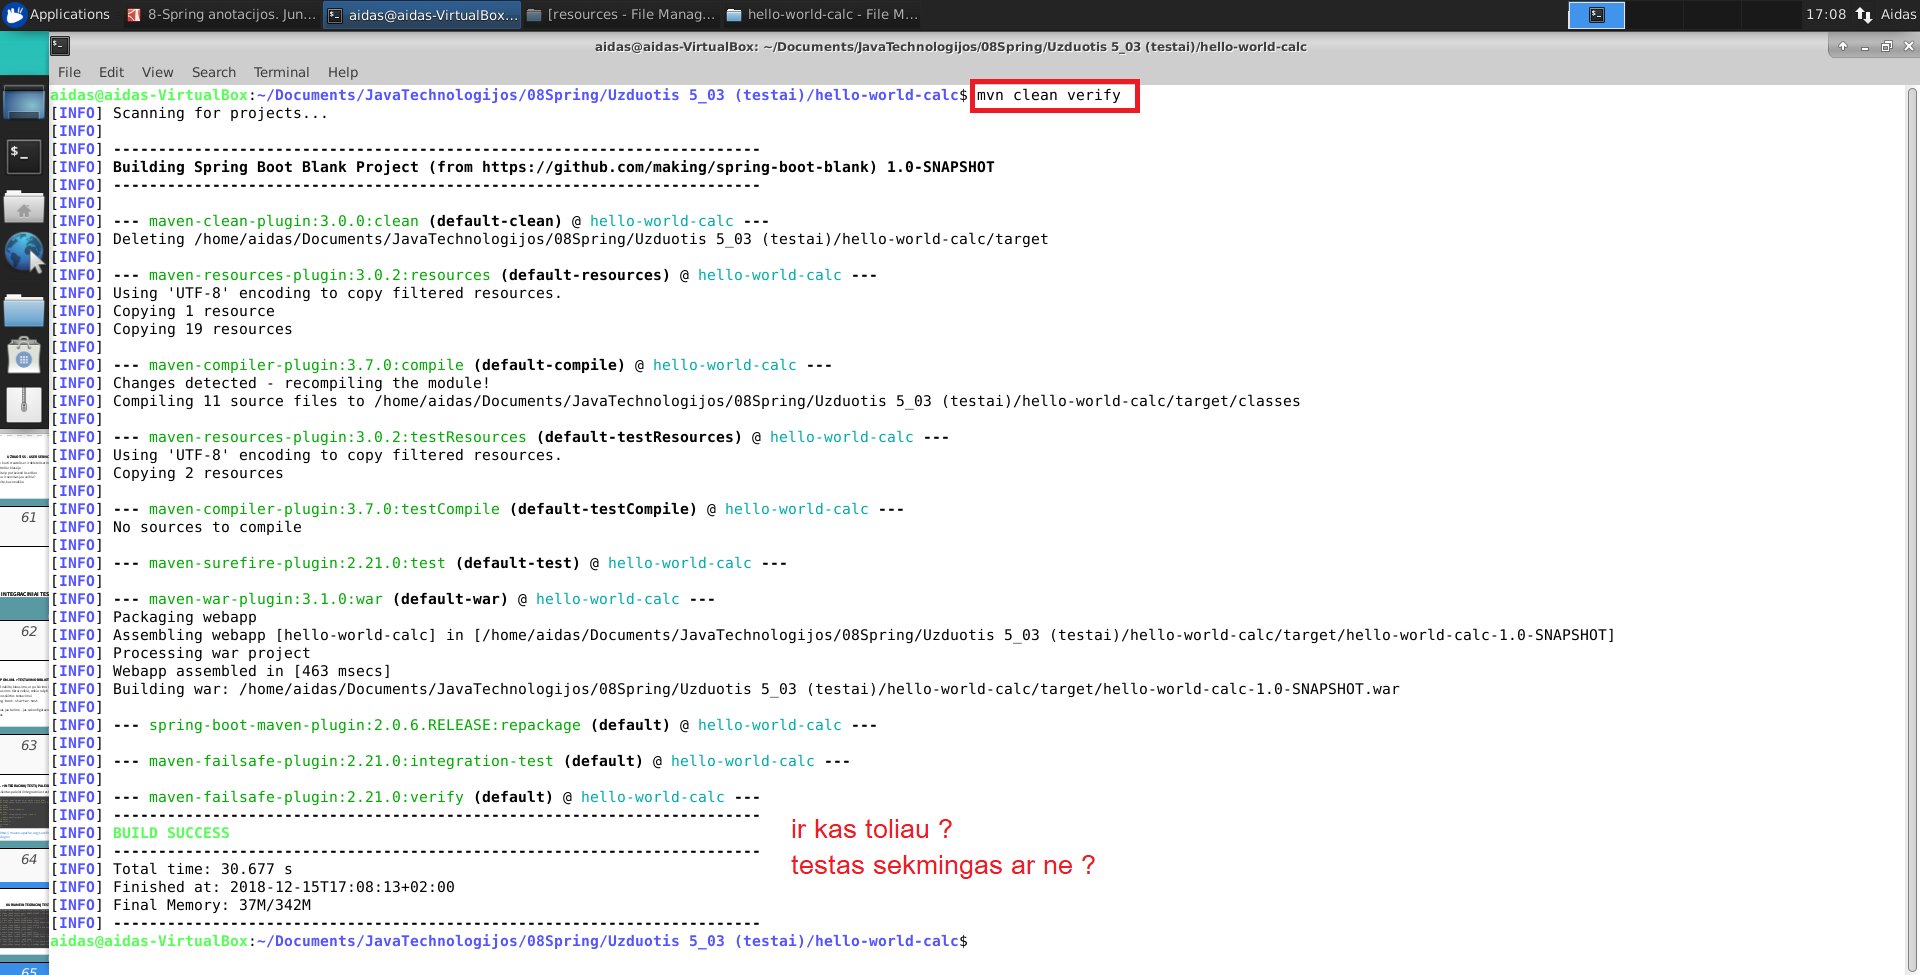 Applications
8-Spring anotacijos. Jun...
aidas@aidas-VirtualBox...
[resources - File Manag...
hello-world-calc - File M...
17:08
Aidas
aidas@aidas-VirtualBox: ~/Documents/JavaTechnologijos/08Spring/Uzduotis 5_03 (testai)/hello-world-calc
File Edit View Search Terminal Help
aidas@aidas-VirtualBox:~/Documents/JavaTechnologijos/08Spring/Uzduotis 5_03 (testai)/hello-world-calc$ mvn clean verify
[INFO] Scanning for projects...
[INFO]
[INFO] ------------------------------------------------------------------------
[INFO] Building Spring Boot Blank Project (from https://github.com/making/spring-boot-blank) 1.0-SNAPSHOT
[INFO] ------------------------------------------------------------------------
[INFO]
[INFO] --- maven-clean-plugin:3.0.0:clean (default-clean) @ hello-world-calc ---
[INFO] Deleting /home/aidas/Documents/JavaTechnologijos/08Spring/Uzduotis 5_03 (testai)/hello-world-calc/target
[INFO]
[INFO] --- maven-resources-plugin:3.0.2:resources (default-resources) @ hello-world-calc ---
[INFO] Using 'UTF-8' encoding to copy filtered resources.
[INFO] Copying 1 resource
[INFO] Copying 19 resources
[INFO]
[INFO] --- maven-compiler-plugin:3.7.0:compile (default-compile) @ hello-world-calc ---
[INFO] Changes detected - recompiling the module!
[INFO] Compiling 11 source files to /home/aidas/Documents/JavaTechnologijos/08Spring/Uzduotis 5_03 (testai)/hello-world-calc/target/classes
[INFO]
[INFO] --- maven-resources-plugin:3.0.2:testResources (default-testResources) @ hello-world-calc ---
[INFO] Using 'UTF-8' encoding to copy filtered resources.
[INFO] Copying 2 resources
[INFO]
[INFO] --- maven-compiler-plugin:3.7.0:testCompile (default-testCompile) @ hello-world-calc ---
[INFO] No sources to compile
[INFO]
[INFO] --- maven-surefire-plugin:2.21.0:test (default-test) @ hello-world-calc ---
[INFO]
[INFO] --- maven-war-plugin:3.1.0:war (default-war) @ hello-world-calc ---
[INFO] Packaging webapp
[INFO] Assembling webapp [hello-world-calc] in [/home/aidas/Documents/JavaTechnologijos/08Spring/Uzduotis 5_03 (testai)/hello-world-calc/target/hello-world-calc-1.0-SNAPSHOT]
[INFO] Processing war project
[INFO] Webapp assembled in [463 msecs]
[INFO] Building war: /home/aidas/Documents/JavaTechnologijos/08Spring/Uzduotis 5_03 (testai)/hello-world-calc/target/hello-world-calc-1.0-SNAPSHOT.war
[INFO]
[INFO] --- spring-boot-maven-plugin:2.0.6.RELEASE:repackage (default) @ hello-world-calc ---
[INFO]
[INFO] --- maven-failsafe-plugin:2.21.0:integration-test (default) @ hello-world-calc ---
[INFO]
[INFO] --- maven-failsafe-plugin:2.21.0:verify (default) @ hello-world-calc ---
[INFO] ------------------------------------------------------------------------
[INFO] BUILD SUCCESS
[INFO] ------------------------------------------------------------------------
[INFO] Total time: 30.677 s
[INFO] Finished at: 2018-12-15T17:08:13+02:00
[INFO] Final Memory: 37M/342M
[INFO] ------------------------------------------------------------------------
aidas@aidas-VirtualBox:~/Documents/JavaTechnologijos/08Spring/Uzduotis 5_03 (testai)/hello-world-calc$
ir kas toliau ?
testas sekmingas ar ne ?
61
INTEGRACINIAI TES
62
63
64
65